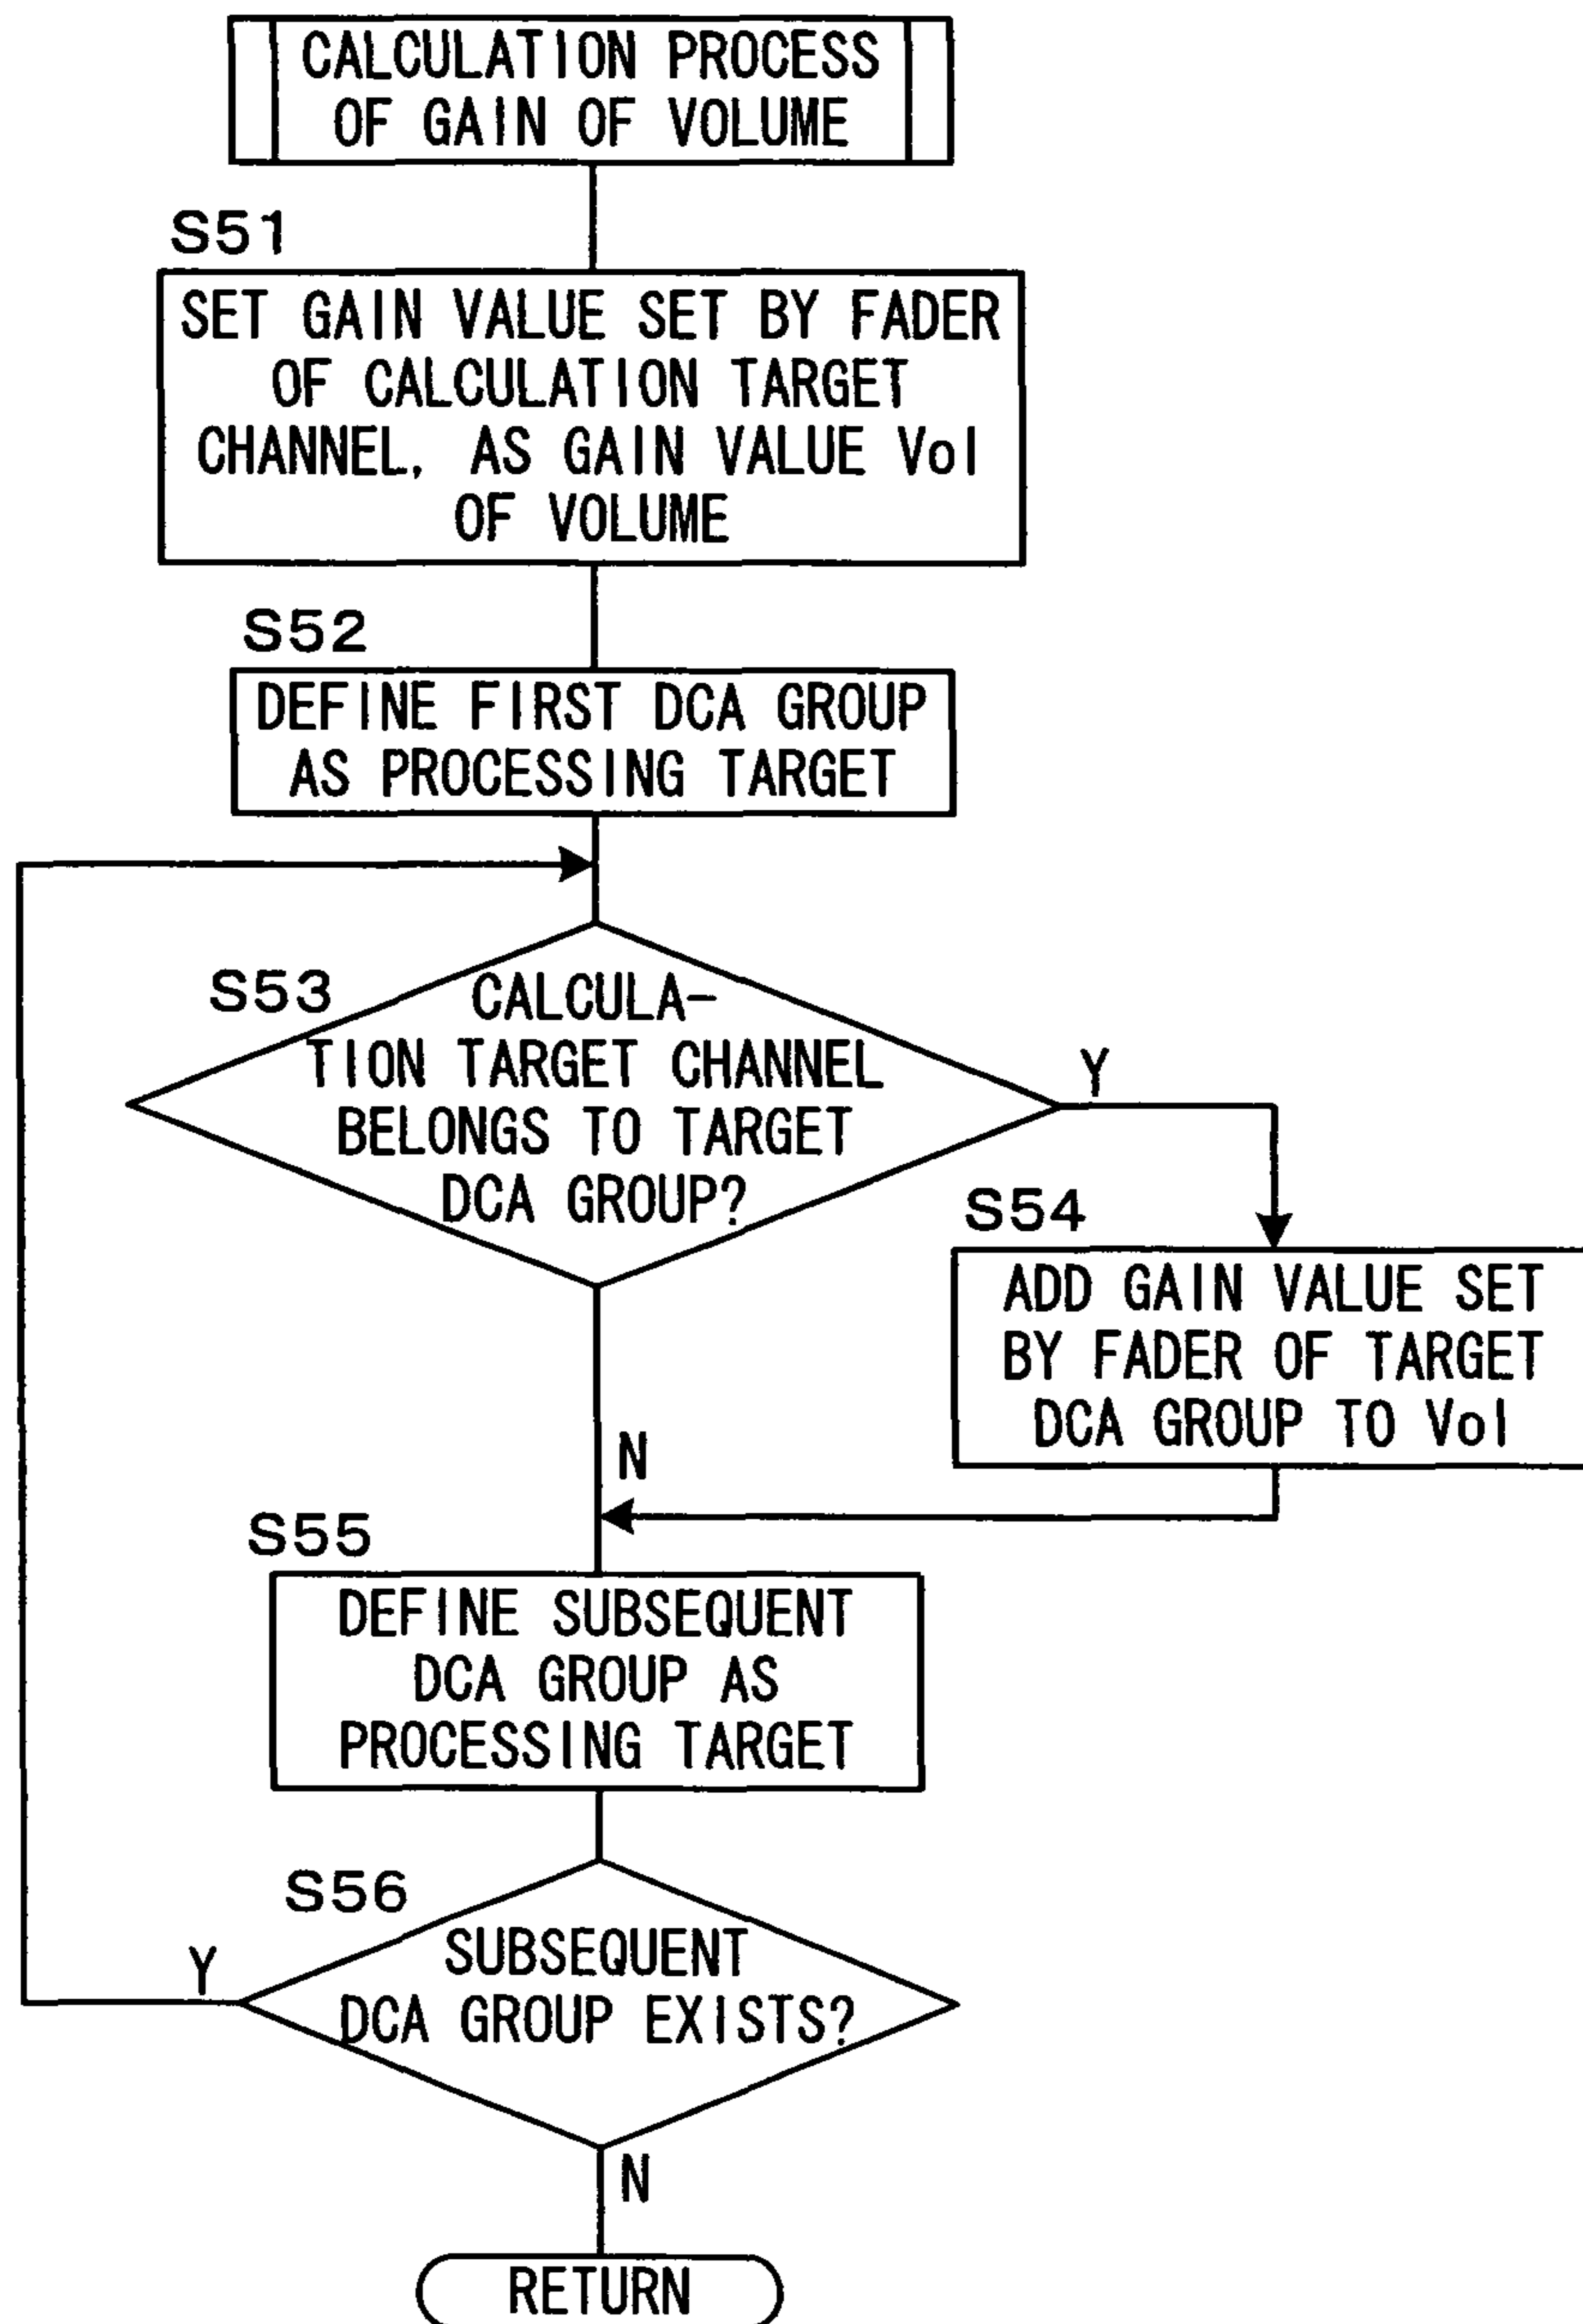 CALCULATION PROCESS
OF GAIN OF VOLUME
S51
SET GAIN VALUE SET BY FADER
OF CALCULATION TARGET
CHANNEL, AS GAIN VALUE Vol
OF VOLUME
S52
DEFINE FIRST DCA GROUP
AS PROCESSING TARGET
S53
CALCULA-
TION TARGET CHANNEL
BELONGS TO TARGET
DCA GROUP?
Y
S54
ADD GAIN VALUE SET
BY FADER OF TARGET
DCA GROUP TO Vol
N
S55
DEFINE SUBSEQUENT
DCA GROUP AS
PROCESSING TARGET
S56
SUBSEQUENT
DCA GROUP EXISTS?
Y
N
RETURN